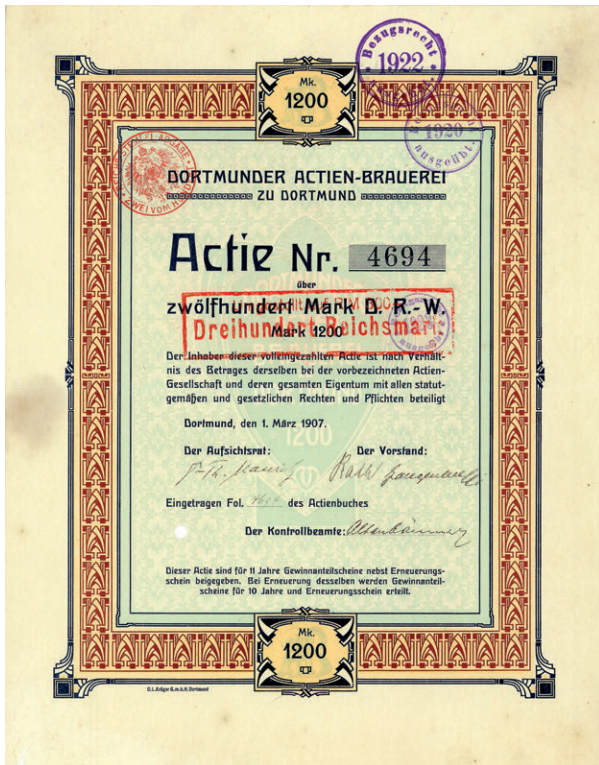 Bezugsrecht
1922
1920
ausgeübt
Mk.
1200
DORTMUNDER ACTIEN-BRAUEREI
ZU DORTMUND
Actie Nr. 4694
über
zwölfhundert Mark D. R.-W.
Dreihundert Reichsmark
Mark 1200
Der Inhaber dieser volleingezahlten Actie ist nach Verhält-
nis des Betrages derselben bei der vorbezeichneten Actien-
Gesellschaft und deren gesamten Eigentum mit allen statut-
gemäßen und gesetzlichen Rechten und Pflichten beteiligt
1200
Dortmund, den 1. März 1907.
Der Aufsichtsrat: Der Vorstand:
Eingetragen Fol. 4694 des Actienbuches
Der Kontrollbeamte:
Dieser Actie sind für 11 Jahre Gewinnanteilscheine nebst Erneuerungs-
schein beigegeben. Bei Erneuerung desselben werden Gewinnanteil-
scheine für 10 Jahre und Erneuerungsschein erteilt.
Mk.
1200
G.L. Krüger G.m.b.H. Dortmund